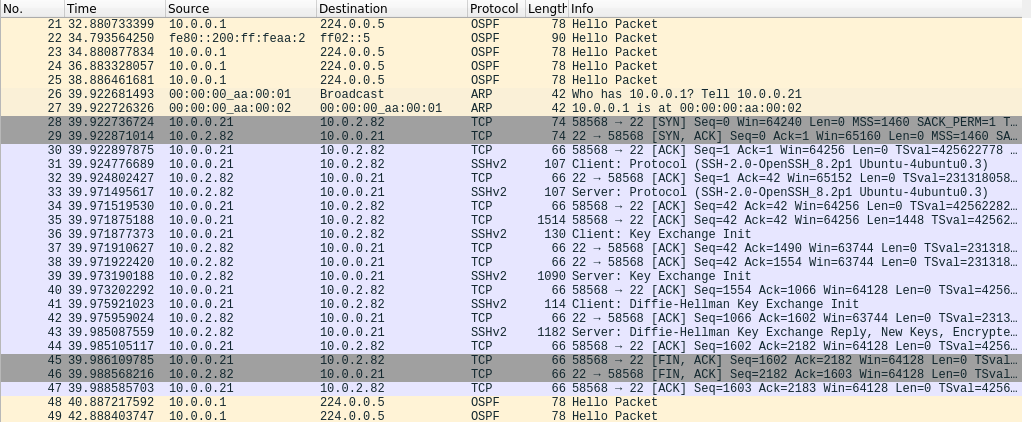 No. Time Source Destination Protocol Length Info
21 32.880733399 10.0.0.1 224.0.0.5 OSPF 78 Hello Packet
22 34.793564250 fe80::200:ff:feaa:2 ff02::5 OSPF 90 Hello Packet
23 34.880877834 10.0.0.1 224.0.0.5 OSPF 78 Hello Packet
24 36.883328057 10.0.0.1 224.0.0.5 OSPF 78 Hello Packet
25 38.886461681 10.0.0.1 224.0.0.5 OSPF 78 Hello Packet
26 39.922681493 00:00:00_aa:00:01 Broadcast ARP 42 Who has 10.0.0.1? Tell 10.0.0.21
27 39.922726326 00:00:00_aa:00:02 00:00:00_aa:00:01 ARP 42 10.0.0.1 is at 00:00:00:aa:00:02
28 39.922736724 10.0.0.21 10.0.2.82 TCP 74 58568 → 22 [SYN] Seq=0 Win=64240 Len=0 MSS=1460 SACK_PERM=1 T…
29 39.922871014 10.0.2.82 10.0.0.21 TCP 74 22 → 58568 [SYN, ACK] Seq=0 Ack=1 Win=65160 Len=0 MSS=1460 SA…
30 39.922897875 10.0.0.21 10.0.2.82 TCP 66 58568 → 22 [ACK] Seq=1 Ack=1 Win=64256 Len=0 TSval=425622778 …
31 39.924776689 10.0.0.21 10.0.2.82 SSHv2 107 Client: Protocol (SSH-2.0-OpenSSH_8.2p1 Ubuntu-4ubuntu0.3)
32 39.924802427 10.0.2.82 10.0.0.21 TCP 66 22 → 58568 [ACK] Seq=1 Ack=42 Win=65152 Len=0 TSval=231318058…
33 39.971495617 10.0.2.82 10.0.0.21 SSHv2 107 Server: Protocol (SSH-2.0-OpenSSH_8.2p1 Ubuntu-4ubuntu0.3)
34 39.971519530 10.0.0.21 10.0.2.82 TCP 66 58568 → 22 [ACK] Seq=42 Ack=42 Win=64256 Len=0 TSval=42562282…
35 39.971875188 10.0.0.21 10.0.2.82 TCP 1514 58568 → 22 [ACK] Seq=42 Ack=42 Win=64256 Len=1448 TSval=42562…
36 39.971877373 10.0.0.21 10.0.2.82 SSHv2 130 Client: Key Exchange Init
37 39.971910627 10.0.2.82 10.0.0.21 TCP 66 22 → 58568 [ACK] Seq=42 Ack=1490 Win=63744 Len=0 TSval=231318…
38 39.971922420 10.0.2.82 10.0.0.21 TCP 66 22 → 58568 [ACK] Seq=42 Ack=1554 Win=63744 Len=0 TSval=231318…
39 39.973190188 10.0.2.82 10.0.0.21 SSHv2 1090 Server: Key Exchange Init
40 39.973202292 10.0.0.21 10.0.2.82 TCP 66 58568 → 22 [ACK] Seq=1554 Ack=1066 Win=64128 Len=0 TSval=4256…
41 39.975921023 10.0.0.21 10.0.2.82 SSHv2 114 Client: Diffie-Hellman Key Exchange Init
42 39.975959024 10.0.2.82 10.0.0.21 TCP 66 22 → 58568 [ACK] Seq=1066 Ack=1602 Win=63744 Len=0 TSval=2313…
43 39.985087559 10.0.2.82 10.0.0.21 SSHv2 1182 Server: Diffie-Hellman Key Exchange Reply, New Keys, Encrypte…
44 39.985105117 10.0.0.21 10.0.2.82 TCP 66 58568 → 22 [ACK] Seq=1602 Ack=2182 Win=64128 Len=0 TSval=4256…
45 39.986109785 10.0.0.21 10.0.2.82 TCP 66 58568 → 22 [FIN, ACK] Seq=1602 Ack=2182 Win=64128 Len=0 TSval…
46 39.988568216 10.0.2.82 10.0.0.21 TCP 66 22 → 58568 [FIN, ACK] Seq=2182 Ack=1603 Win=64128 Len=0 TSval…
47 39.988585703 10.0.0.21 10.0.2.82 TCP 66 58568 → 22 [ACK] Seq=1603 Ack=2183 Win=64128 Len=0 TSval=4256…
48 40.887217592 10.0.0.1 224.0.0.5 OSPF 78 Hello Packet
49 42.888403747 10.0.0.1 224.0.0.5 OSPF 78 Hello Packet